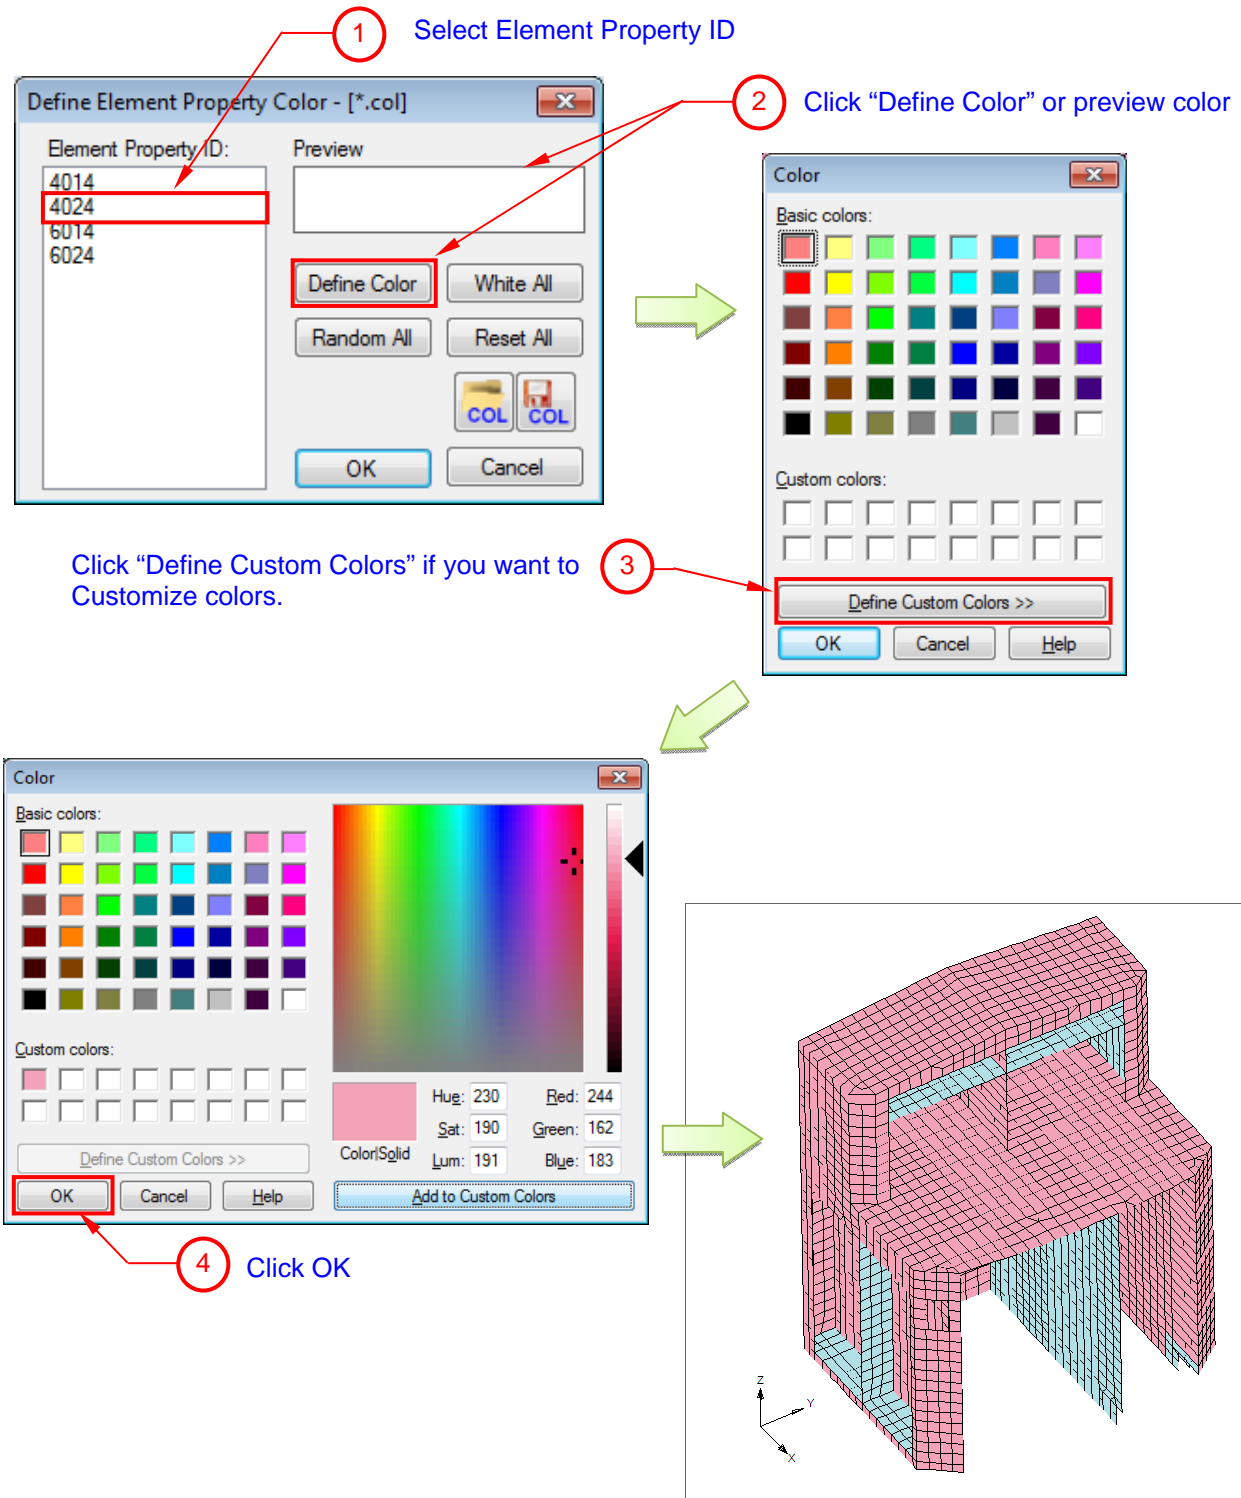 1
Select Element Property ID
Define Element Property Color - [*.col]
2
Click “Define Color” or preview color
Element Property ID:
Preview
4014
4024
6014
6024
Define Color
White All
Random All
Reset All
COL
COL
OK
Cancel
Color
Basic colors:
Custom colors:
Define Custom Colors >>
OK
Cancel
Help
Click “Define Custom Colors” if you want to
Customize colors.
3
Color
Basic colors:
Custom colors:
Define Custom Colors >>
OK
Cancel
Help
Color|Solid
Hue: 230
Sat: 190
Lum: 191
Red: 244
Green: 162
Blue: 183
Add to Custom Colors
4
Click OK
Z
Y
X